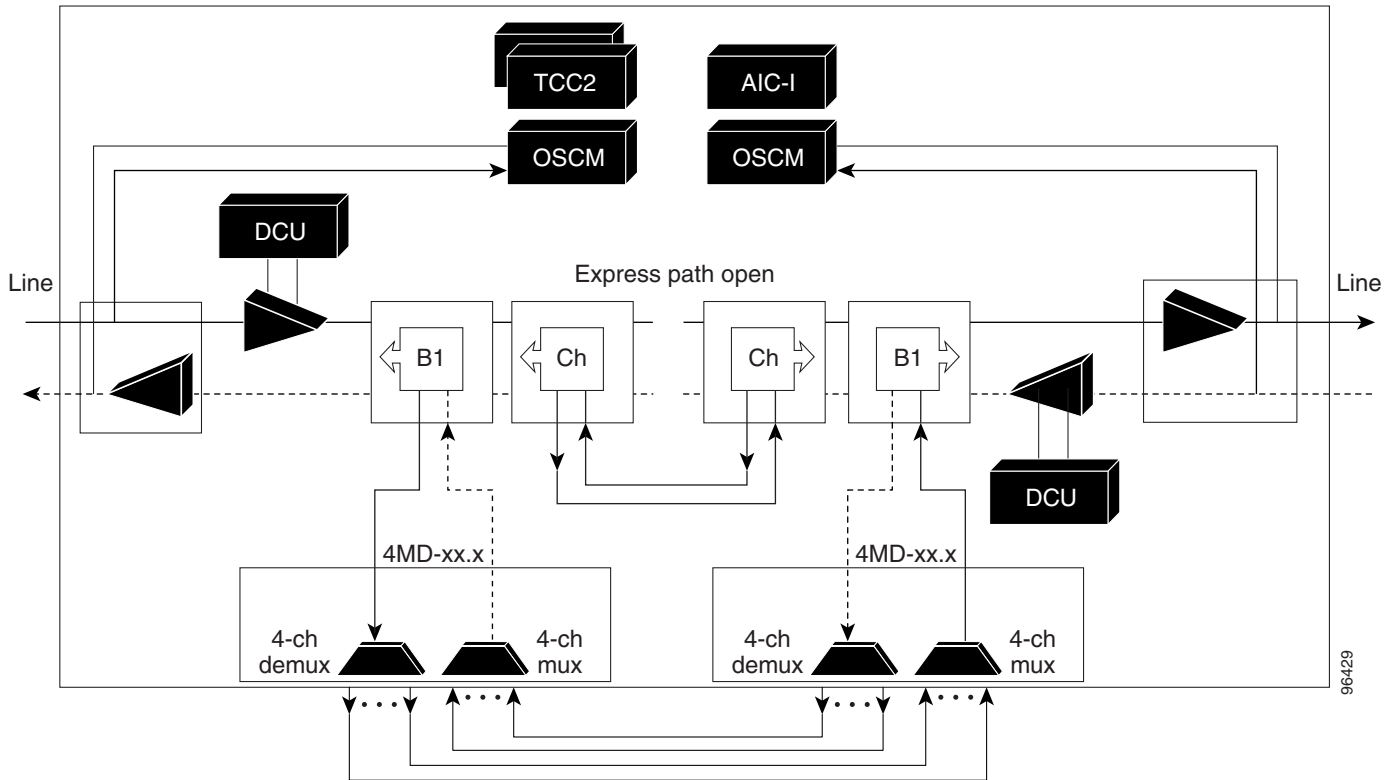 TCC2
AIC-I
OSCM
OSCM
DCU
Line
Express path open
Line
B1
Ch
Ch
B1
DCU
4MD-xx.x
4MD-xx.x
4-ch
demux
4-ch
mux
4-ch
demux
4-ch
mux
96429